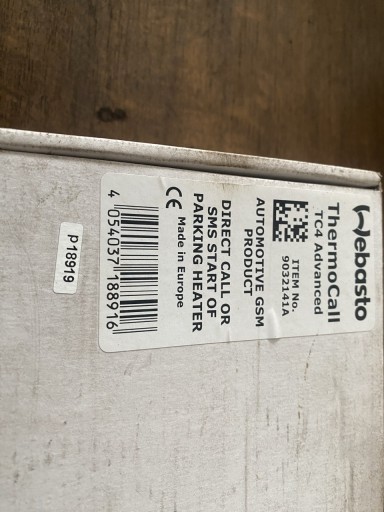 Webasto
ThermoCall
TC4 Advanced
ITEM No.
9032141A
AUTOMOTIVE GSM
PRODUCT
DIRECT CALL OR
SMS START OF
PARKING HEATER
CE Made in Europe
4 054037 188916
P18919